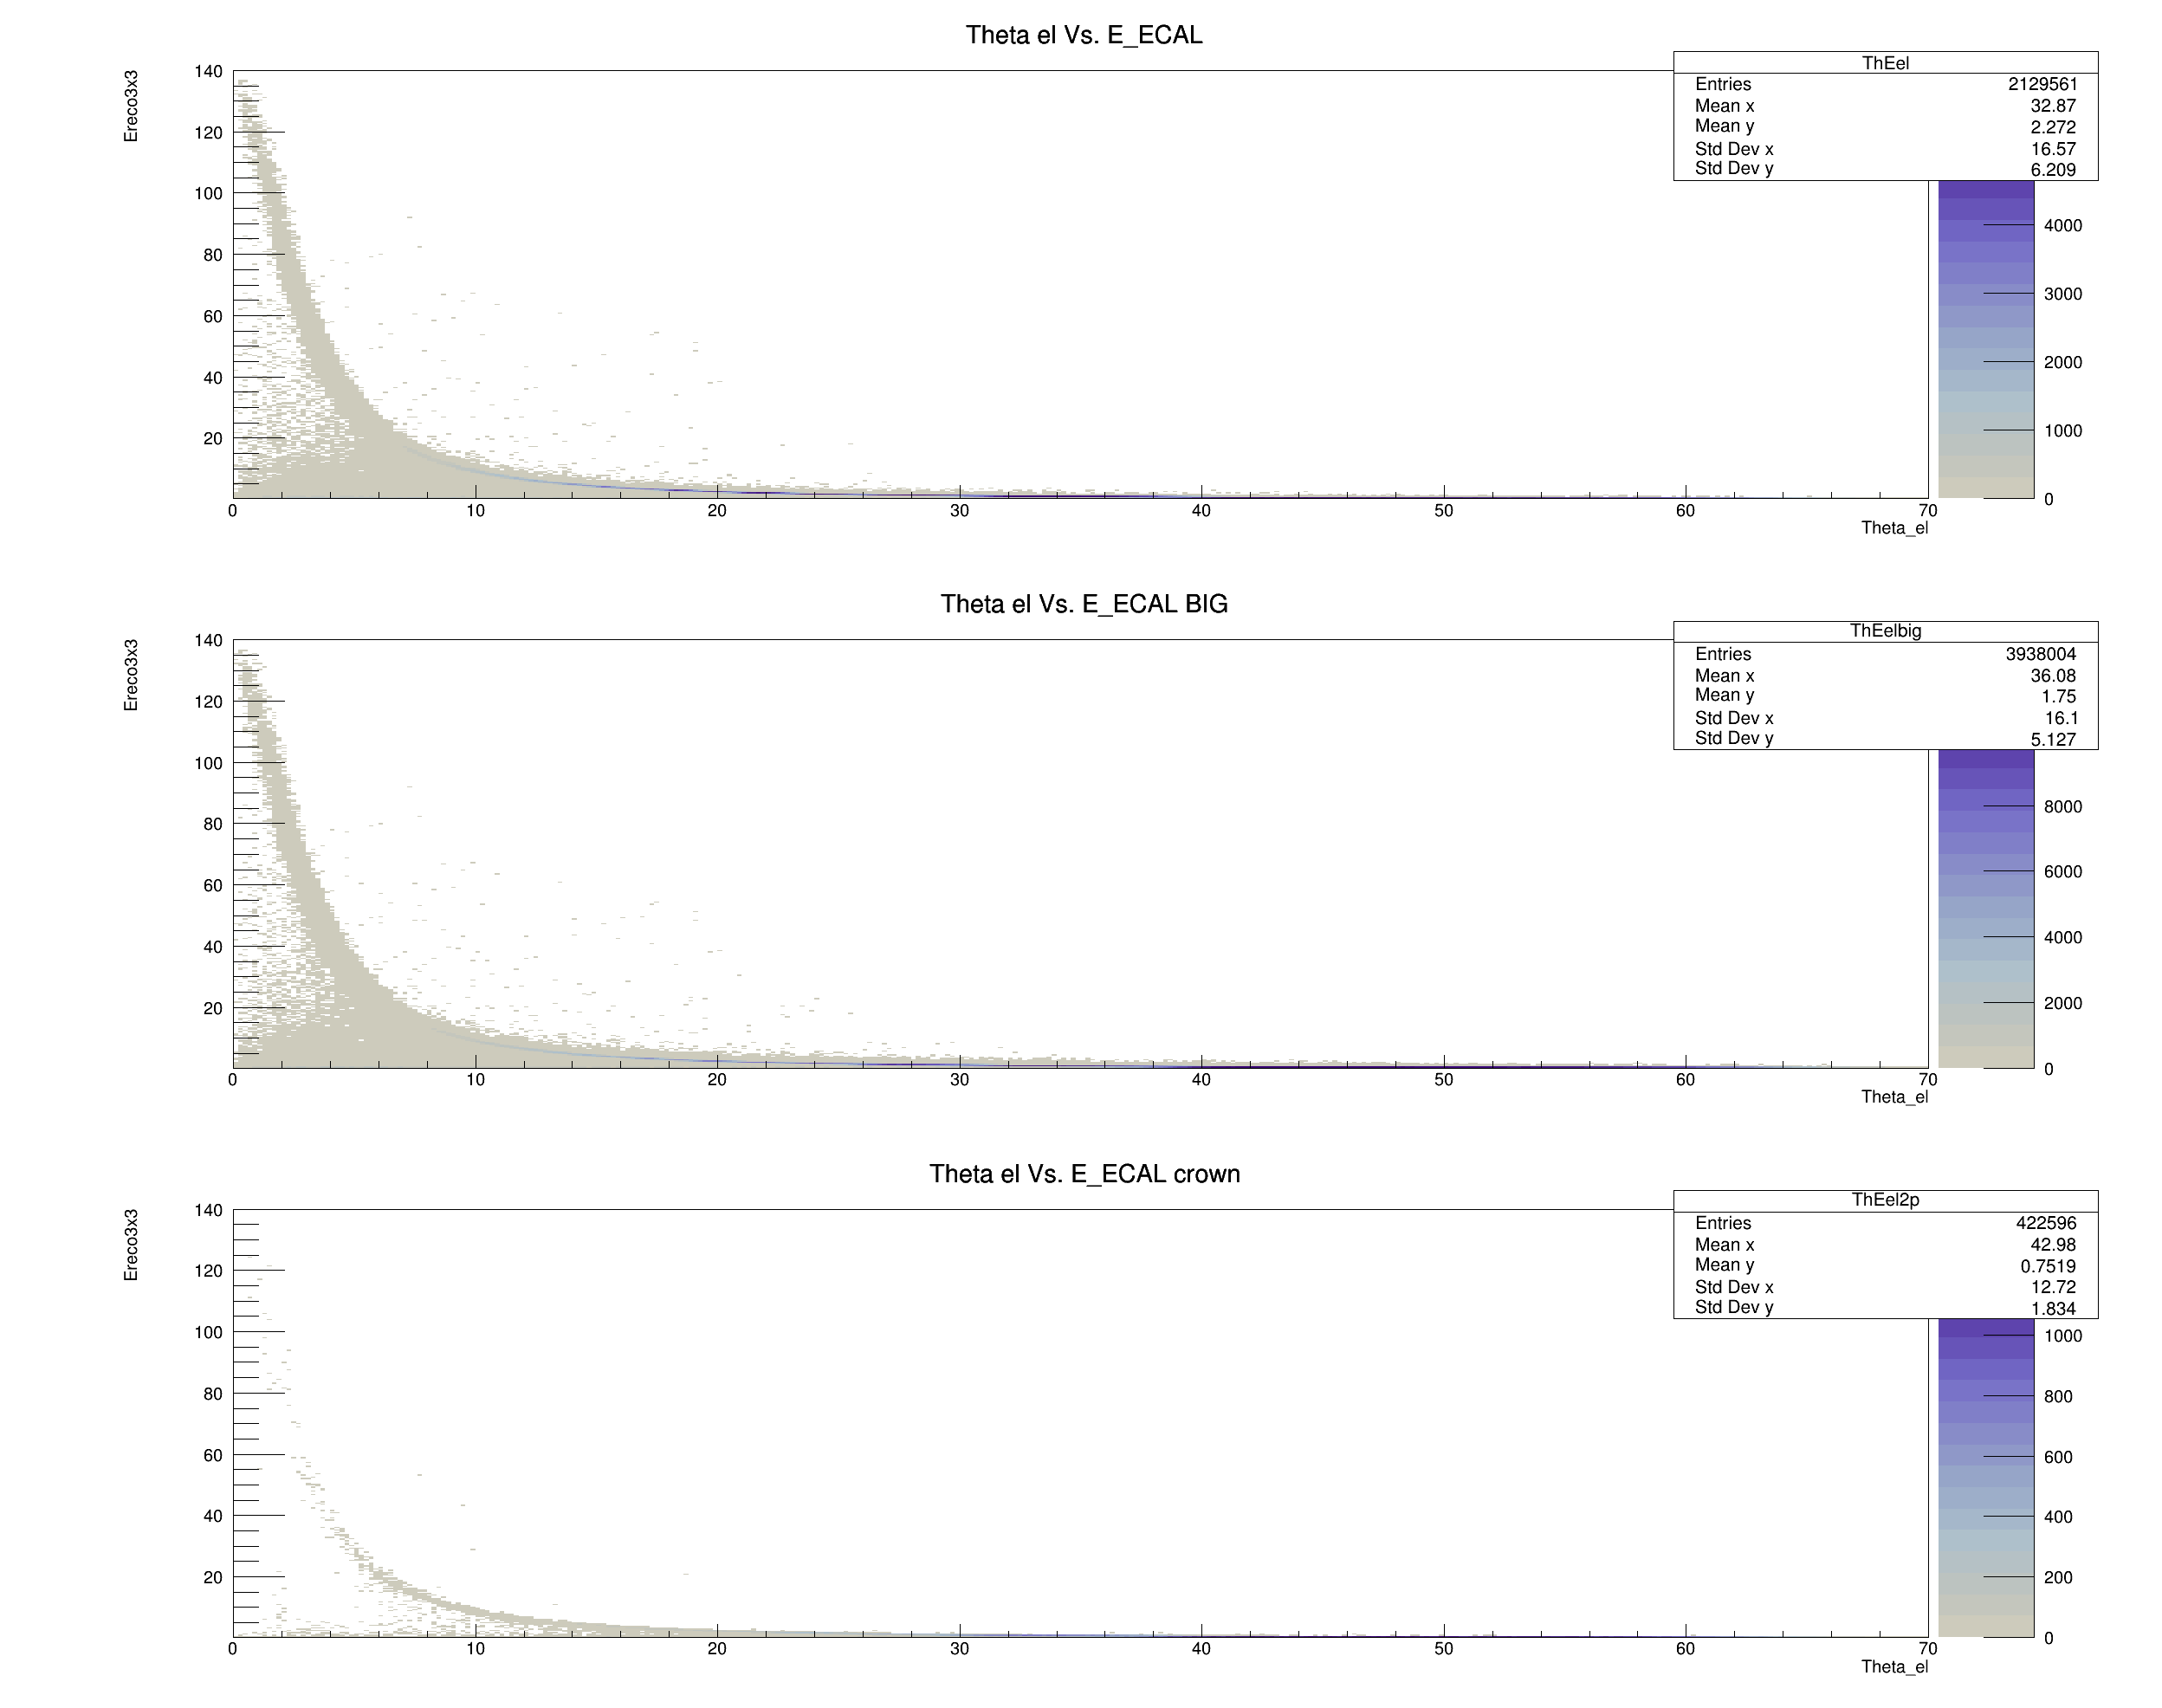 Theta el Vs. E_ECAL
Ereco3x3
ThEel
Entries 2129561
Mean x 32.87
Mean y 2.272
Std Dev x 16.57
Std Dev y 6.209
140
120
100
80
60
40
20
4000
3000
2000
1000
0
0 10 20 30 40 50 60 70
Theta_el
Theta el Vs. E_ECAL BIG
Ereco3x3
ThEelbig
Entries 3938004
Mean x 36.08
Mean y 1.75
Std Dev x 16.1
Std Dev y 5.127
140
120
100
80
60
40
20
8000
6000
4000
2000
0
0 10 20 30 40 50 60 70
Theta_el
Theta el Vs. E_ECAL crown
Ereco3x3
ThEel2p
Entries 422596
Mean x 42.98
Mean y 0.7519
Std Dev x 12.72
Std Dev y 1.834
140
120
100
80
60
40
20
1000
800
600
400
200
0
0 10 20 30 40 50 60 70
Theta_el